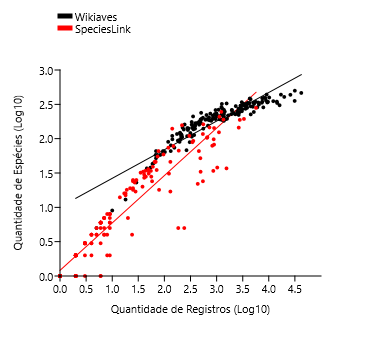 Wikiaves
SpeciesLink
3.0
2.5
2.0
1.5
1.0
0.5
0.0
Quantidade de Espécies (Log10)
0.0 0.5 1.0 1.5 2.0 2.5 3.0 3.5 4.0 4.5
Quantidade de Registros (Log10)